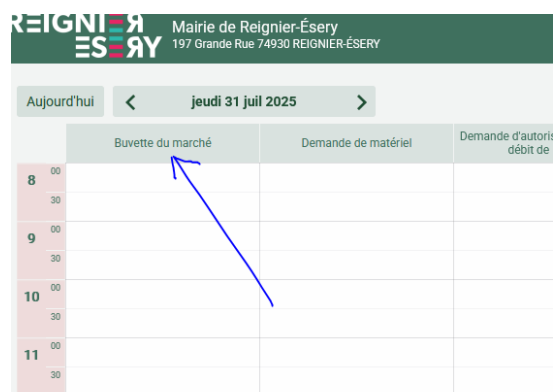 REIGNIER
ESERY
Mairie de Reignier-Ésery
197 Grande Rue 74930 REIGNIER-ÉSERY
Aujourd'hui
jeudi 31 juil 2025
Buvette du marché
Demande de matériel
Demande d'autoris
débit de
8 00
30
9 00
30
10 00
30
11 00
30